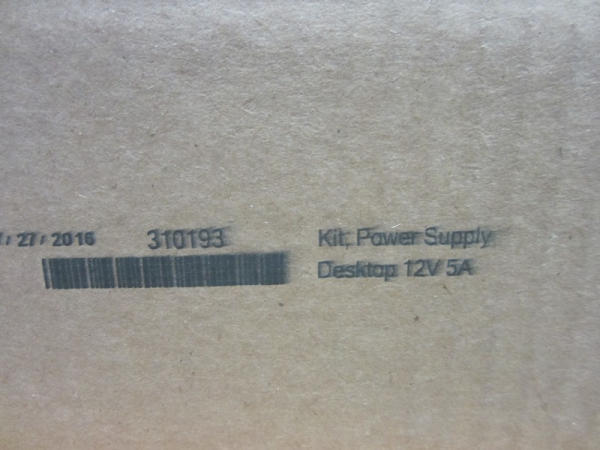 27/2016 310193 Kit, Power Supply
Desktop 12V 5A